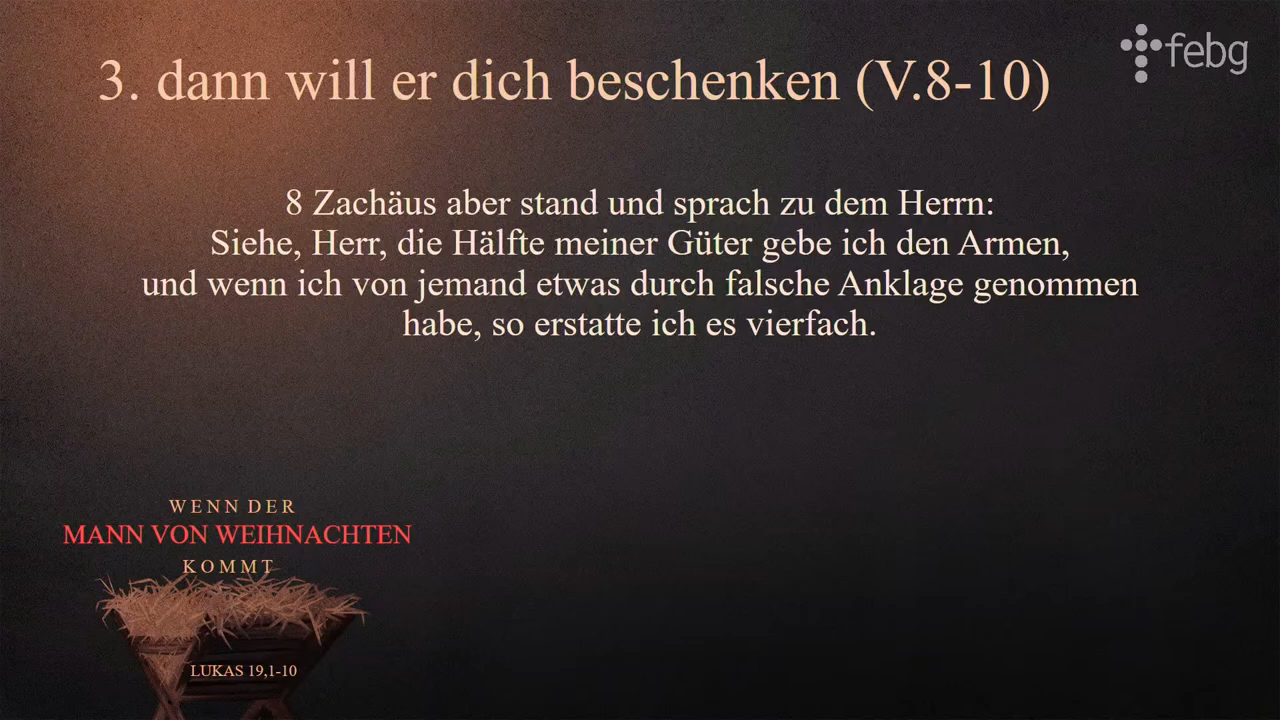 febg
3. dann will er dich beschenken (V.8-10)
8 Zachäus aber stand und sprach zu dem Herrn:
Siehe, Herr, die Hälfte meiner Güter gebe ich den Armen,
und wenn ich von jemand etwas durch falsche Anklage genommen
habe, so erstatte ich es vierfach.
WENN DER
MANN VON WEIHNACHTEN
KOMMT
LUKAS 19,1-10